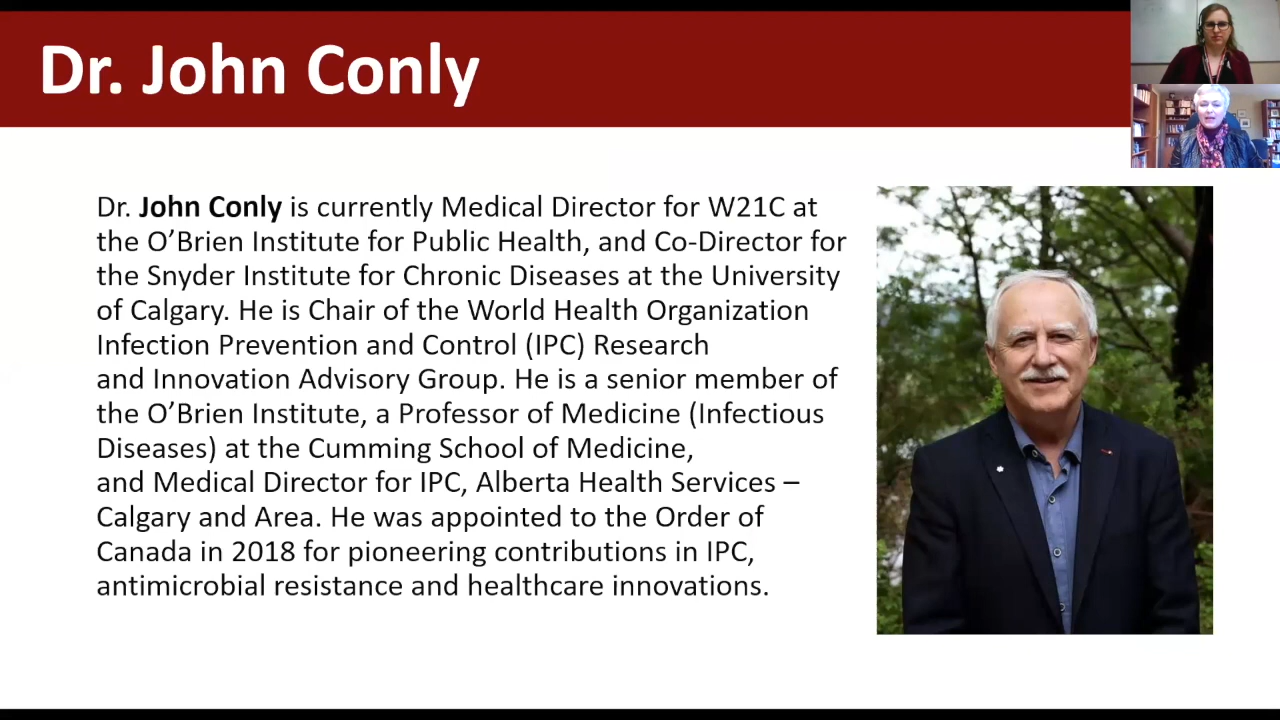 Dr. John Conly
Dr. John Conly is currently Medical Director for W21C at
the O’Brien Institute for Public Health, and Co-Director for
the Snyder Institute for Chronic Diseases at the University
of Calgary. He is Chair of the World Health Organization
Infection Prevention and Control (IPC) Research
and Innovation Advisory Group. He is a senior member of
the O’Brien Institute, a Professor of Medicine (Infectious
Diseases) at the Cumming School of Medicine,
and Medical Director for IPC, Alberta Health Services –
Calgary and Area. He was appointed to the Order of
Canada in 2018 for pioneering contributions in IPC,
antimicrobial resistance and healthcare innovations.